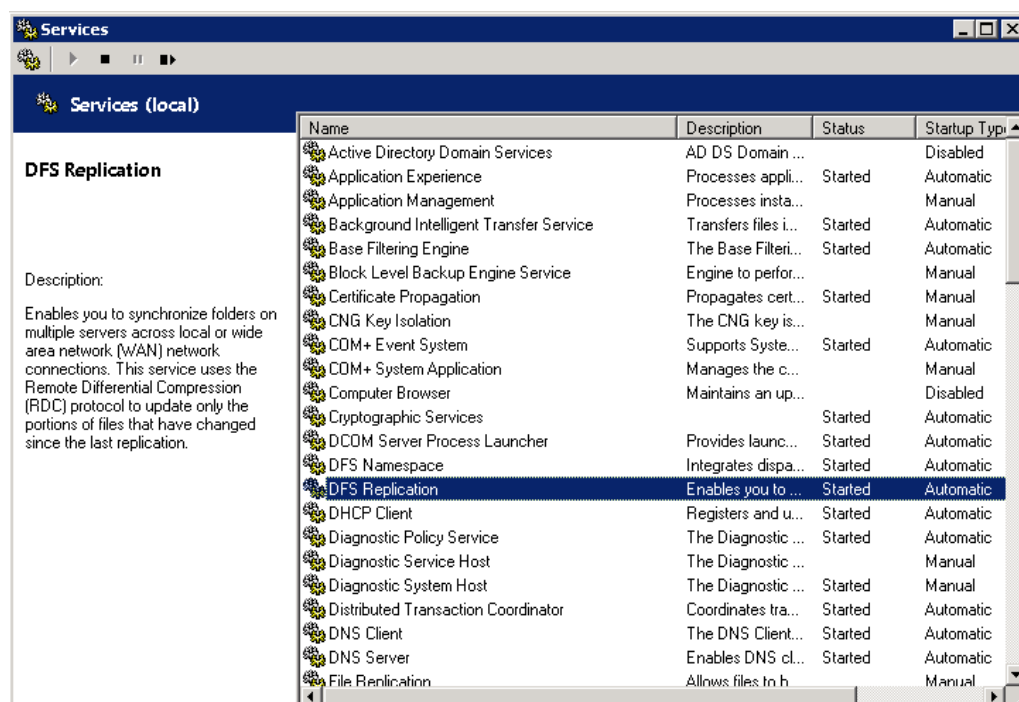 Services
Services (local)
DFS Replication
Description:
Enables you to synchronize folders on
multiple servers across local or wide
area network (WAN) network
connections. This service uses the
Remote Differential Compression
(RDC) protocol to update only the
portions of files that have changed
since the last replication.
Name Description Status Startup Typ
Active Directory Domain Services AD DS Domain ... Disabled
Application Experience Processes appli... Started Automatic
Application Management Processes insta... Manual
Background Intelligent Transfer Service Transfers files i... Started Automatic
Base Filtering Engine The Base Filteri... Started Automatic
Block Level Backup Engine Service Engine to perfor... Manual
Certificate Propagation Propagates cert... Started Manual
CNG Key Isolation The CNG key is... Manual
COM+ Event System Supports Syste... Started Automatic
COM+ System Application Manages the c... Manual
Computer Browser Maintains an up... Disabled
Cryptographic Services Started Automatic
DCOM Server Process Launcher Provides launc... Started Automatic
DFS Namespace Integrates dispa... Started Automatic
DFS Replication Enables you to ... Started Automatic
DHCP Client Registers and u... Started Automatic
Diagnostic Policy Service The Diagnostic ... Started Automatic
Diagnostic Service Host The Diagnostic ... Manual
Diagnostic System Host The Diagnostic ... Started Manual
Distributed Transaction Coordinator Coordinates tra... Started Automatic
DNS Client The DNS Client... Started Automatic
DNS Server Enables DNS cl... Started Automatic
File Replication Allows files to b... Manual